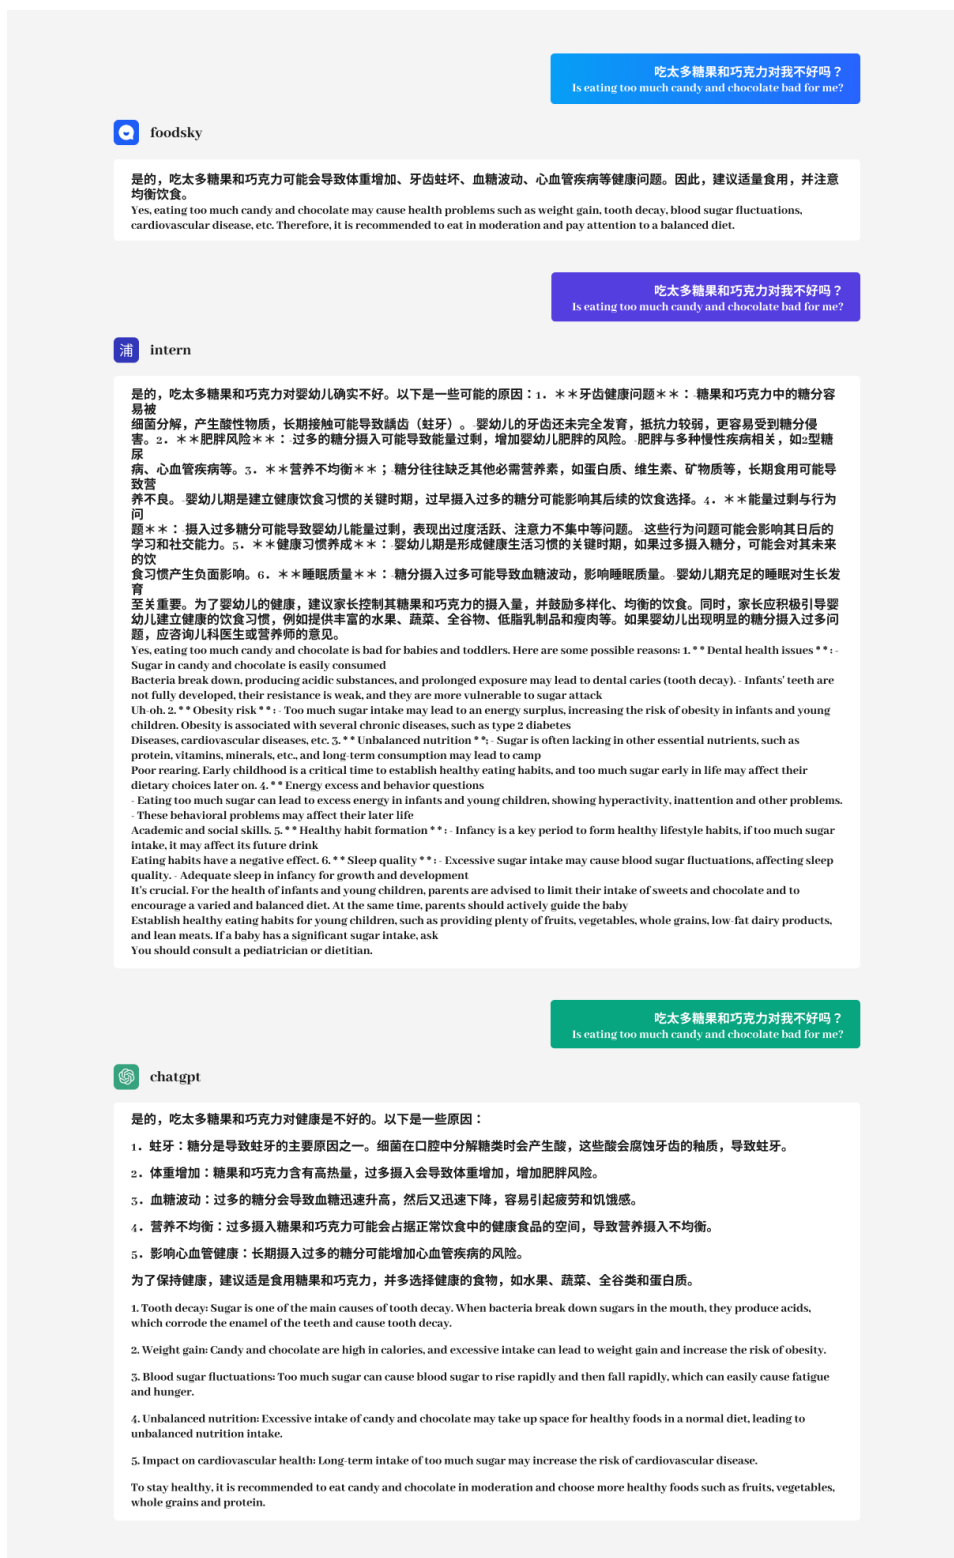 吃太多糖果和巧克力对我不好吗？
Is eating too much candy and chocolate bad for me?
foodsky
是的，吃太多糖果和巧克力可能会导致体重增加、牙齿蛀坏、血糖波动、心血管疾病等健康问题。因此，建议适量食用，并注意
均衡饮食。
Yes, eating too much candy and chocolate may cause health problems such as weight gain, tooth decay, blood sugar fluctuations,
cardiovascular disease, etc. Therefore, it is recommended to eat in moderation and pay attention to a balanced diet.
吃太多糖果和巧克力对我不好吗？
Is eating too much candy and chocolate bad for me?
浦 intern
是的，吃太多糖果和巧克力对婴幼儿确实不好。以下是一些可能的原因：1. **牙齿健康问题**：-糖果和巧克力中的糖分容
易被
细菌分解，产生酸性物质，长期接触可能导致龋齿（蛀牙）。-婴幼儿的牙齿还未完全发育，抵抗力较弱，更容易受到糖分侵
害。2. **肥胖风险**：-过多的糖分摄入可能导致能量过剩，增加婴幼儿肥胖的风险。-肥胖与多种慢性疾病相关，如2型糖
尿
病、心血管疾病等。3. **营养不均衡**；-糖分往往缺乏其他必需营养素，如蛋白质、维生素、矿物质等，长期食用可能导
致营
养不良。-婴幼儿期是建立健康饮食习惯的关键时期，过早摄入过多的糖分可能影响其后续的饮食选择。4. **能量过剩与行为
问
题**：-摄入过多糖分可能导致婴幼儿能量过剩，表现出过度活跃、注意力不集中等问题。-这些行为问题可能会影响其日后的
学习和社交能力。5. **健康习惯养成**：-婴幼儿期是形成健康生活习惯的关键时期，如果过多摄入糖分，可能会对其未来
的饮
食习惯产生负面影响。6. **睡眠质量**：-糖分摄入过多可能导致血糖波动，影响睡眠质量。-婴幼儿期充足的睡眠对生长发
育
至关重要。为了婴幼儿的健康，建议家长控制其糖果和巧克力的摄入量，并鼓励多样化、均衡的饮食。同时，家长应积极引导婴
幼儿建立健康的饮食习惯，例如提供丰富的水果、蔬菜、全谷物、低脂乳制品和瘦肉等。如果婴幼儿出现明显的糖分摄入过多问
题，应咨询儿科医生或营养师的意见。
Yes, eating too much candy and chocolate is bad for babies and toddlers. Here are some possible reasons: 1. * * Dental health issues * * : -
Sugar in candy and chocolate is easily consumed
Bacteria break down, producing acidic substances, and prolonged exposure may lead to dental caries (tooth decay). - Infants' teeth are
not fully developed, their resistance is weak, and they are more vulnerable to sugar attack
Uh-oh. 2. * * Obesity risk * * : - Too much sugar intake may lead to an energy surplus, increasing the risk of obesity in infants and young
children. Obesity is associated with several chronic diseases, such as type 2 diabetes
Diseases, cardiovascular diseases, etc. 3. * * Unbalanced nutrition * *; - Sugar is often lacking in other essential nutrients, such as
protein, vitamins, minerals, etc., and long-term consumption may lead to camp
Poor rearing. Early childhood is a critical time to establish healthy eating habits, and too much sugar early in life may affect their
dietary choices later on. 4. * * Energy excess and behavior questions
- Eating too much sugar can lead to excess energy in infants and young children, showing hyperactivity, inattention and other problems.
- These behavioral problems may affect their later life
Academic and social skills. 5. * * Healthy habit formation * * : - Infancy is a key period to form healthy lifestyle habits, if too much sugar
intake, it may affect its future drink
Eating habits have a negative effect. 6. * * Sleep quality * * : - Excessive sugar intake may cause blood sugar fluctuations, affecting sleep
quality. - Adequate sleep in infancy for growth and development
It's crucial. For the health of infants and young children, parents are advised to limit their intake of sweets and chocolate and to
encourage a varied and balanced diet. At the same time, parents should actively guide the baby
Establish healthy eating habits for young children, such as providing plenty of fruits, vegetables, whole grains, low-fat dairy products,
and lean meats. If a baby has a significant sugar intake, ask
You should consult a pediatrician or dietitian.
吃太多糖果和巧克力对我不好吗？
Is eating too much candy and chocolate bad for me?
chatgpt
是的，吃太多糖果和巧克力对健康是不好的。以下是一些原因：
1. 蛀牙：糖分是导致蛀牙的主要原因之一。细菌在口腔中分解糖类时会产生酸，这些酸会腐蚀牙齿的釉质，导致蛀牙。
2. 体重增加：糖果和巧克力含有高热量，过多摄入会导致体重增加，增加肥胖风险。
3. 血糖波动：过多的糖分会导致血糖迅速升高，然后又迅速下降，容易引起疲劳和饥饿感。
4. 营养不均衡：过多摄入糖果和巧克力可能会占据正常饮食中的健康食品的空间，导致营养摄入不均衡。
5. 影响心血管健康：长期摄入过多的糖分可能增加心血管疾病的风险。
为了保持健康，建议适是食用糖果和巧克力，并多选择健康的食物，如水果、蔬菜、全谷类和蛋白质。
1. Tooth decay: Sugar is one of the main causes of tooth decay. When bacteria break down sugars in the mouth, they produce acids,
which corrode the enamel of the teeth and cause tooth decay.
2. Weight gain: Candy and chocolate are high in calories, and excessive intake can lead to weight gain and increase the risk of obesity.
3. Blood sugar fluctuations: Too much sugar can cause blood sugar to rise rapidly and then fall rapidly, which can easily cause fatigue
and hunger.
4. Unbalanced nutrition: Excessive intake of candy and chocolate may take up space for healthy foods in a normal diet, leading to
unbalanced nutrition intake.
5. Impact on cardiovascular health: Long-term intake of too much sugar may increase the risk of cardiovascular disease.
To stay healthy, it is recommended to eat candy and chocolate in moderation and choose more healthy foods such as fruits, vegetables,
whole grains and protein.